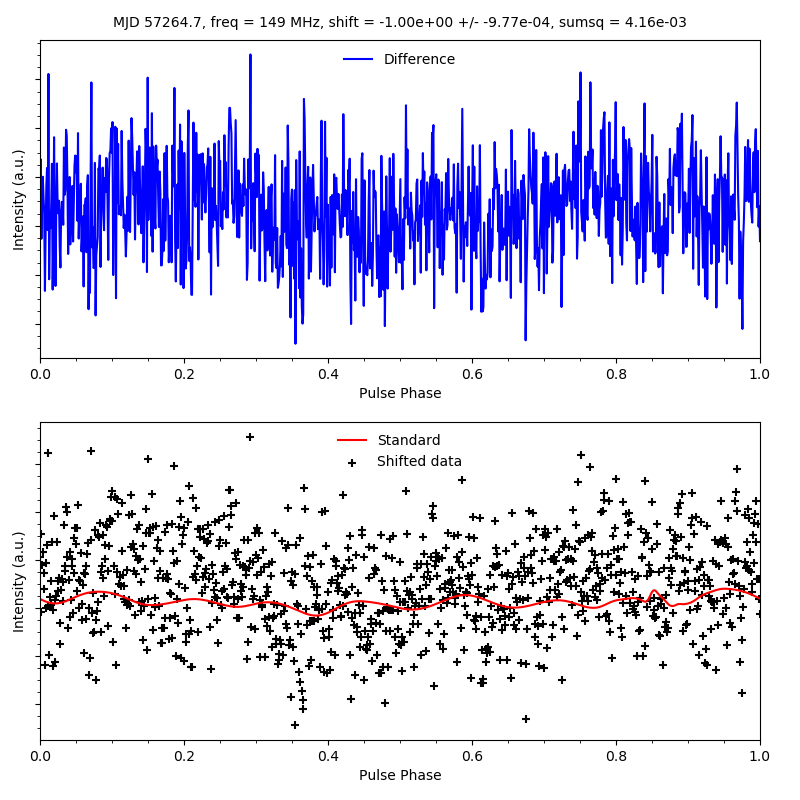 MJD 57264.7, freq = 149 MHz, shift = -1.00e+00 +/- -9.77e-04, sumsq = 4.16e-03
Difference
Intensity (a.u.)
0.0 0.2 0.4 0.6 0.8 1.0
Pulse Phase
Standard
Shifted data
Intensity (a.u.)
0.0 0.2 0.4 0.6 0.8 1.0
Pulse Phase